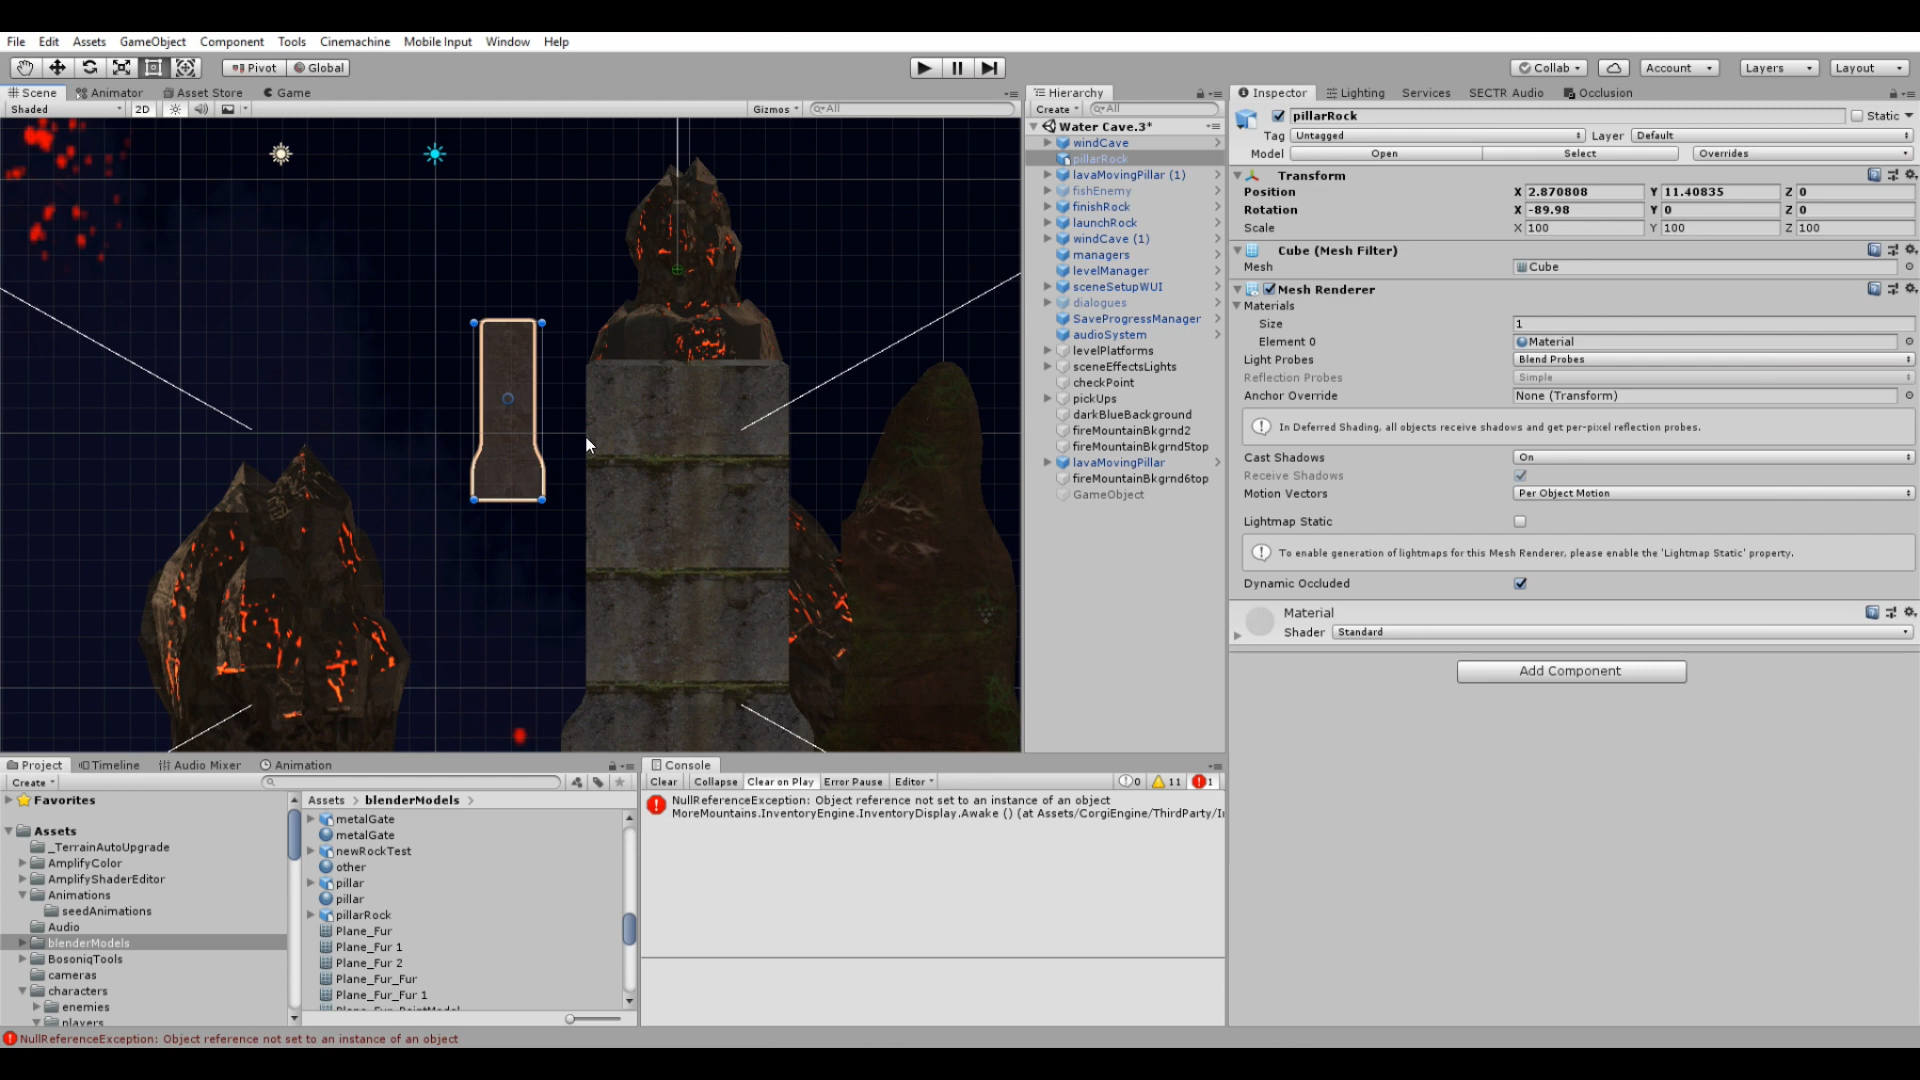 File Edit Assets GameObject Component Tools Cinemachine Mobile Input Window Help
Pivot Global Collab Account Layers Layout
Scene Animator Asset Store Game
Shaded 2D Gizmos All
Hierarchy
Create All
Water Cave.3*
windCave
pillarRock
lavaMovingPillar (1)
fishEnemy
finishRock
launchRock
windCave (1)
managers
levelManager
sceneSetupWUI
dialogues
SaveProgressManager
audioSystem
levelPlatforms
sceneEffectsLights
checkPoint
pickUps
darkBlueBackground
fireMountainBkgrnd2
fireMountainBkgrnd5top
lavaMovingPillar
fireMountainBkgrnd6top
GameObject
Inspector Lighting Services SECTR Audio Occlusion
pillarRock Static
Tag Untagged Layer Default
Model Open Select Overrides
Transform
Position X 2.870808 Y 11.40835 Z 0
Rotation X -89.98 Y 0 Z 0
Scale X 100 Y 100 Z 100
Cube (Mesh Filter)
Mesh Cube
Mesh Renderer
Materials
Size 1
Element 0 Material
Light Probes Blend Probes
Reflection Probes Simple
Anchor Override None (Transform)
In Deferred Shading, all objects receive shadows and get per-pixel reflection probes.
Cast Shadows On
Receive Shadows
Motion Vectors Per Object Motion
Lightmap Static
To enable generation of lightmaps for this Mesh Renderer, please enable the 'Lightmap Static' property.
Dynamic Occluded
Material
Shader Standard
Add Component
Project Timeline Audio Mixer Animation
Create
Favorites
Assets
_TerrainAutoUpgrade
AmplifyColor
AmplifyShaderEditor
Animations
seedAnimations
Audio
blenderModels
BosoniqTools
cameras
characters
enemies
players
Assets > blenderModels >
metalGate
metalGate
newRockTest
other
pillar
pillar
pillarRock
Plane_Fur
Plane_Fur 1
Plane_Fur 2
Plane_Fur_Fur
Plane_Fur_Fur 1
Console
Clear Collapse Clear on Play Error Pause Editor 0 11 1
NullReferenceException: Object reference not set to an instance of an object
MoreMountains.InventoryEngine.InventoryDisplay.Awake () (at Assets/CorgiEngine/ThirdParty/I
NullReferenceException: Object reference not set to an instance of an object